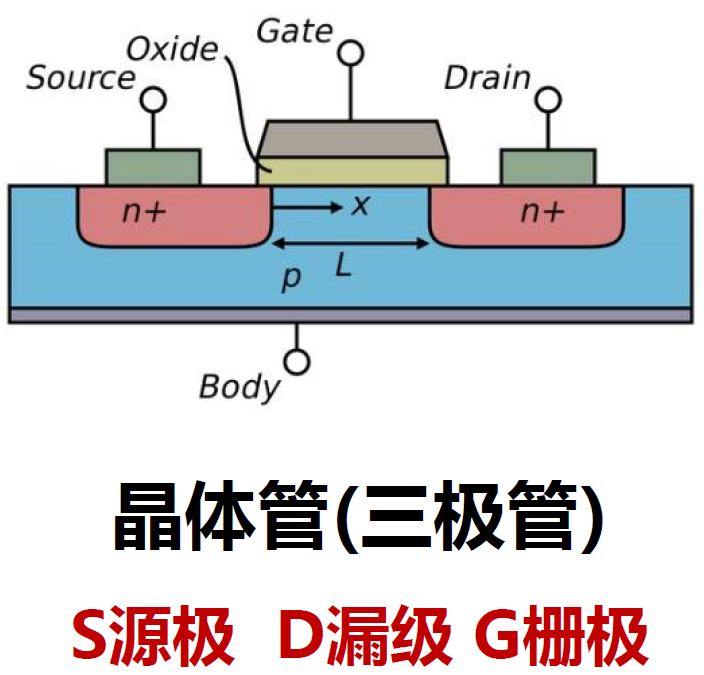 Gate
Oxide
Source
Drain
n+
x
n+
L
p
Body
晶体管(三极管)
S源极 D漏级 G栅极